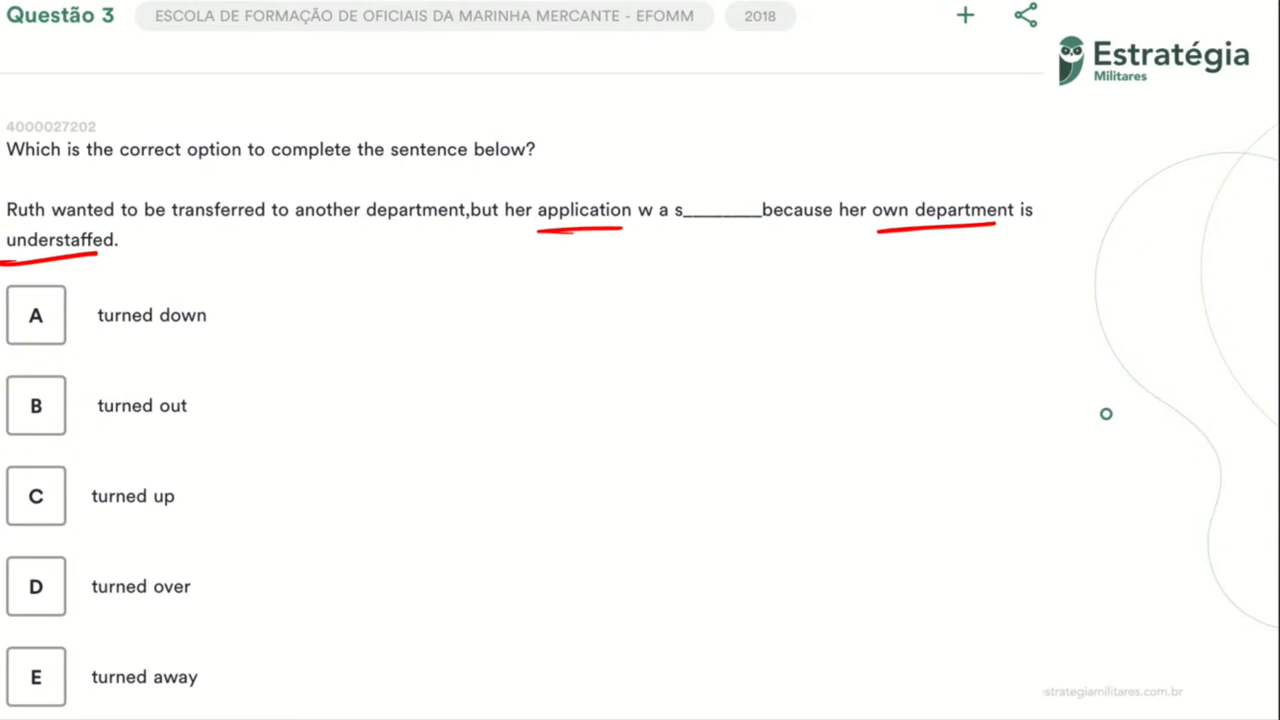 Questão 3 ESCOLA DE FORMAÇÃO DE OFICIAIS DA MARINHA MERCANTE - EFOMM 2018
Estratégia
Militares
4000027202
Which is the correct option to complete the sentence below?
Ruth wanted to be transferred to another department,but her application w a s________because her own department is
understaffed.
A turned down
B turned out
C turned up
D turned over
E turned away
strategiamilitares.com.br